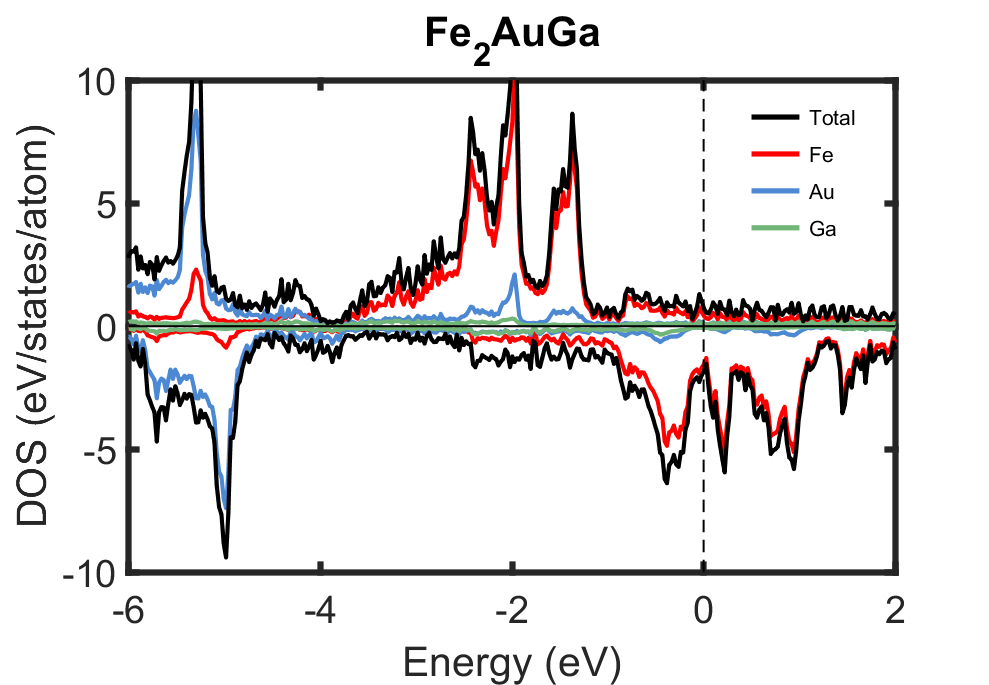 Fe₂AuGa
DOS (eV/states/atom)
10
5
0
-5
-10
Total
Fe
Au
Ga
-6 -4 -2 0 2
Energy (eV)